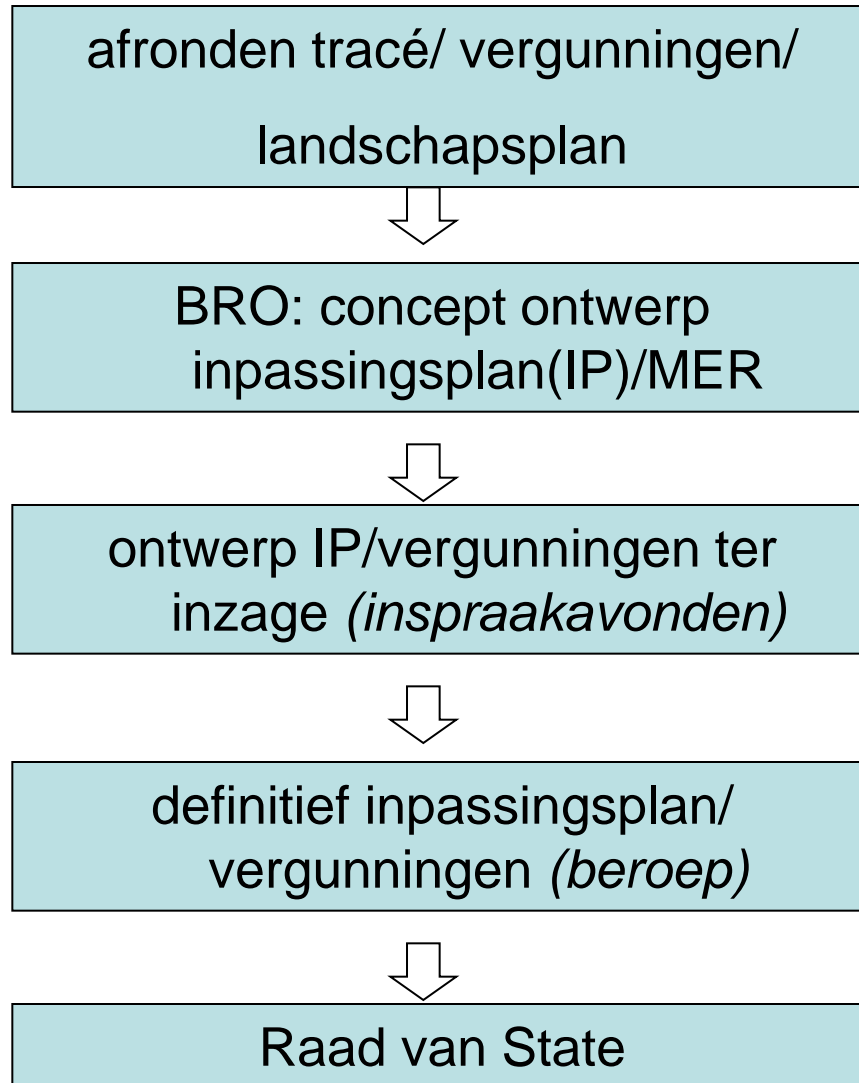 afronden tracé/ vergunningen/
landschapsplan
BRO: concept ontwerp
inpassingsplan(IP)/MER
ontwerp IP/vergunningen ter
inzage (inspraakavonden)
definitief inpassingsplan/
vergunningen (beroep)
Raad van State